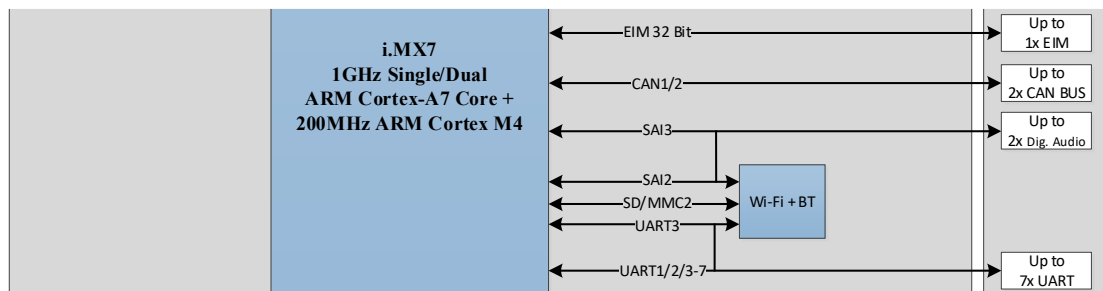 i.MX7
1GHz Single/Dual
ARM Cortex-A7 Core +
200MHz ARM Cortex M4
EIM 32 Bit
Up to
1x EIM
CAN1/2
Up to
2x CAN BUS
SAI3
Up to
2x Dig. Audio
SAI2
SD/MMC2
Wi-Fi + BT
UART3
UART1/2/3-7
Up to
7x UART